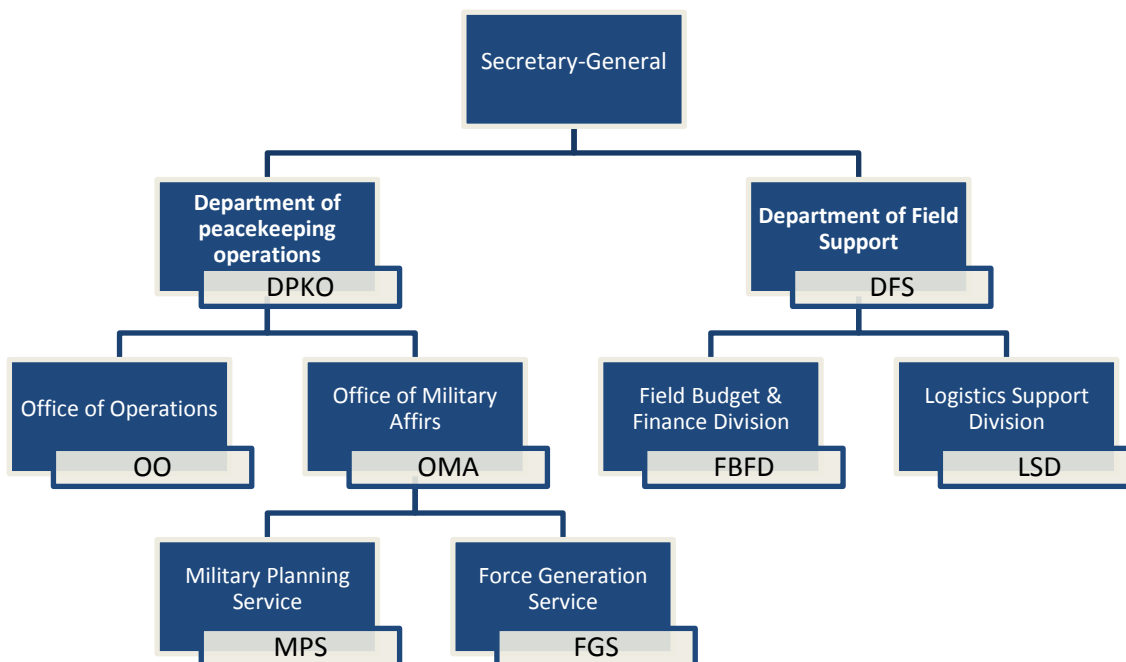 Secretary-General
Department of
peacekeeping
operations
DPKO
Department of Field
Support
DFS
Office of Operations
OO
Office of Military
Affirs
OMA
Field Budget &
Finance Division
FBFD
Logistics Support
Division
LSD
Military Planning
Service
MPS
Force Generation
Service
FGS